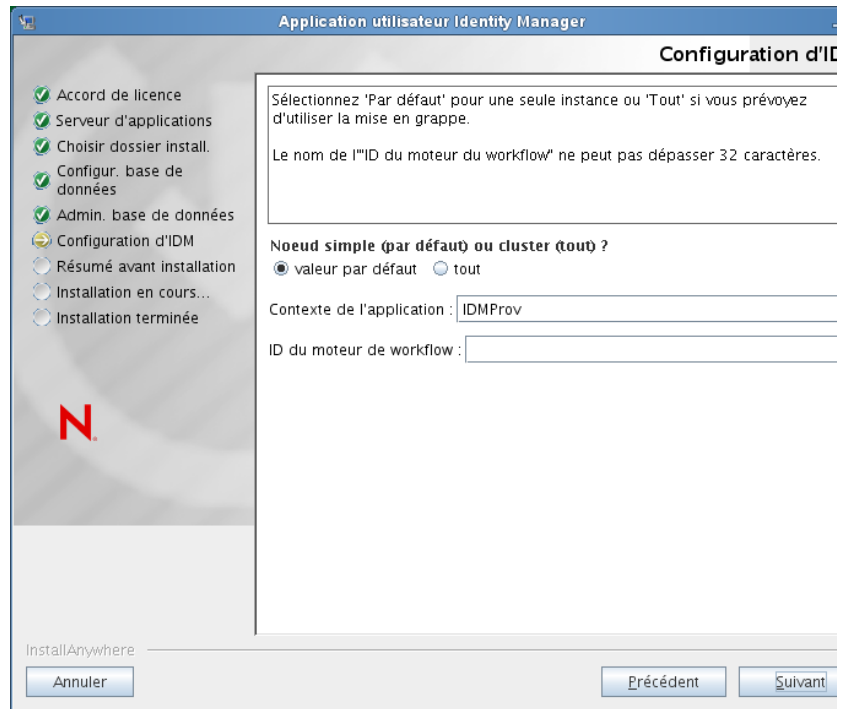 Application utilisateur Identity Manager
Configuration d'ID
Accord de licence
Serveur d'applications
Choisir dossier install.
Configur. base de
données
Admin. base de données
Configuration d'IDM
Résumé avant installation
Installation en cours...
Installation terminée
Sélectionnez 'Par défaut' pour une seule instance ou 'Tout' si vous prévoyez
d'utiliser la mise en grappe.
Le nom de l'"ID du moteur du workflow" ne peut pas dépasser 32 caractères.
Noeud simple (par défaut) ou cluster (tout) ?
valeur par défaut tout
Contexte de l'application : IDMProv
ID du moteur de workflow :
N.
InstallAnywhere
Annuler Précédent Suivant